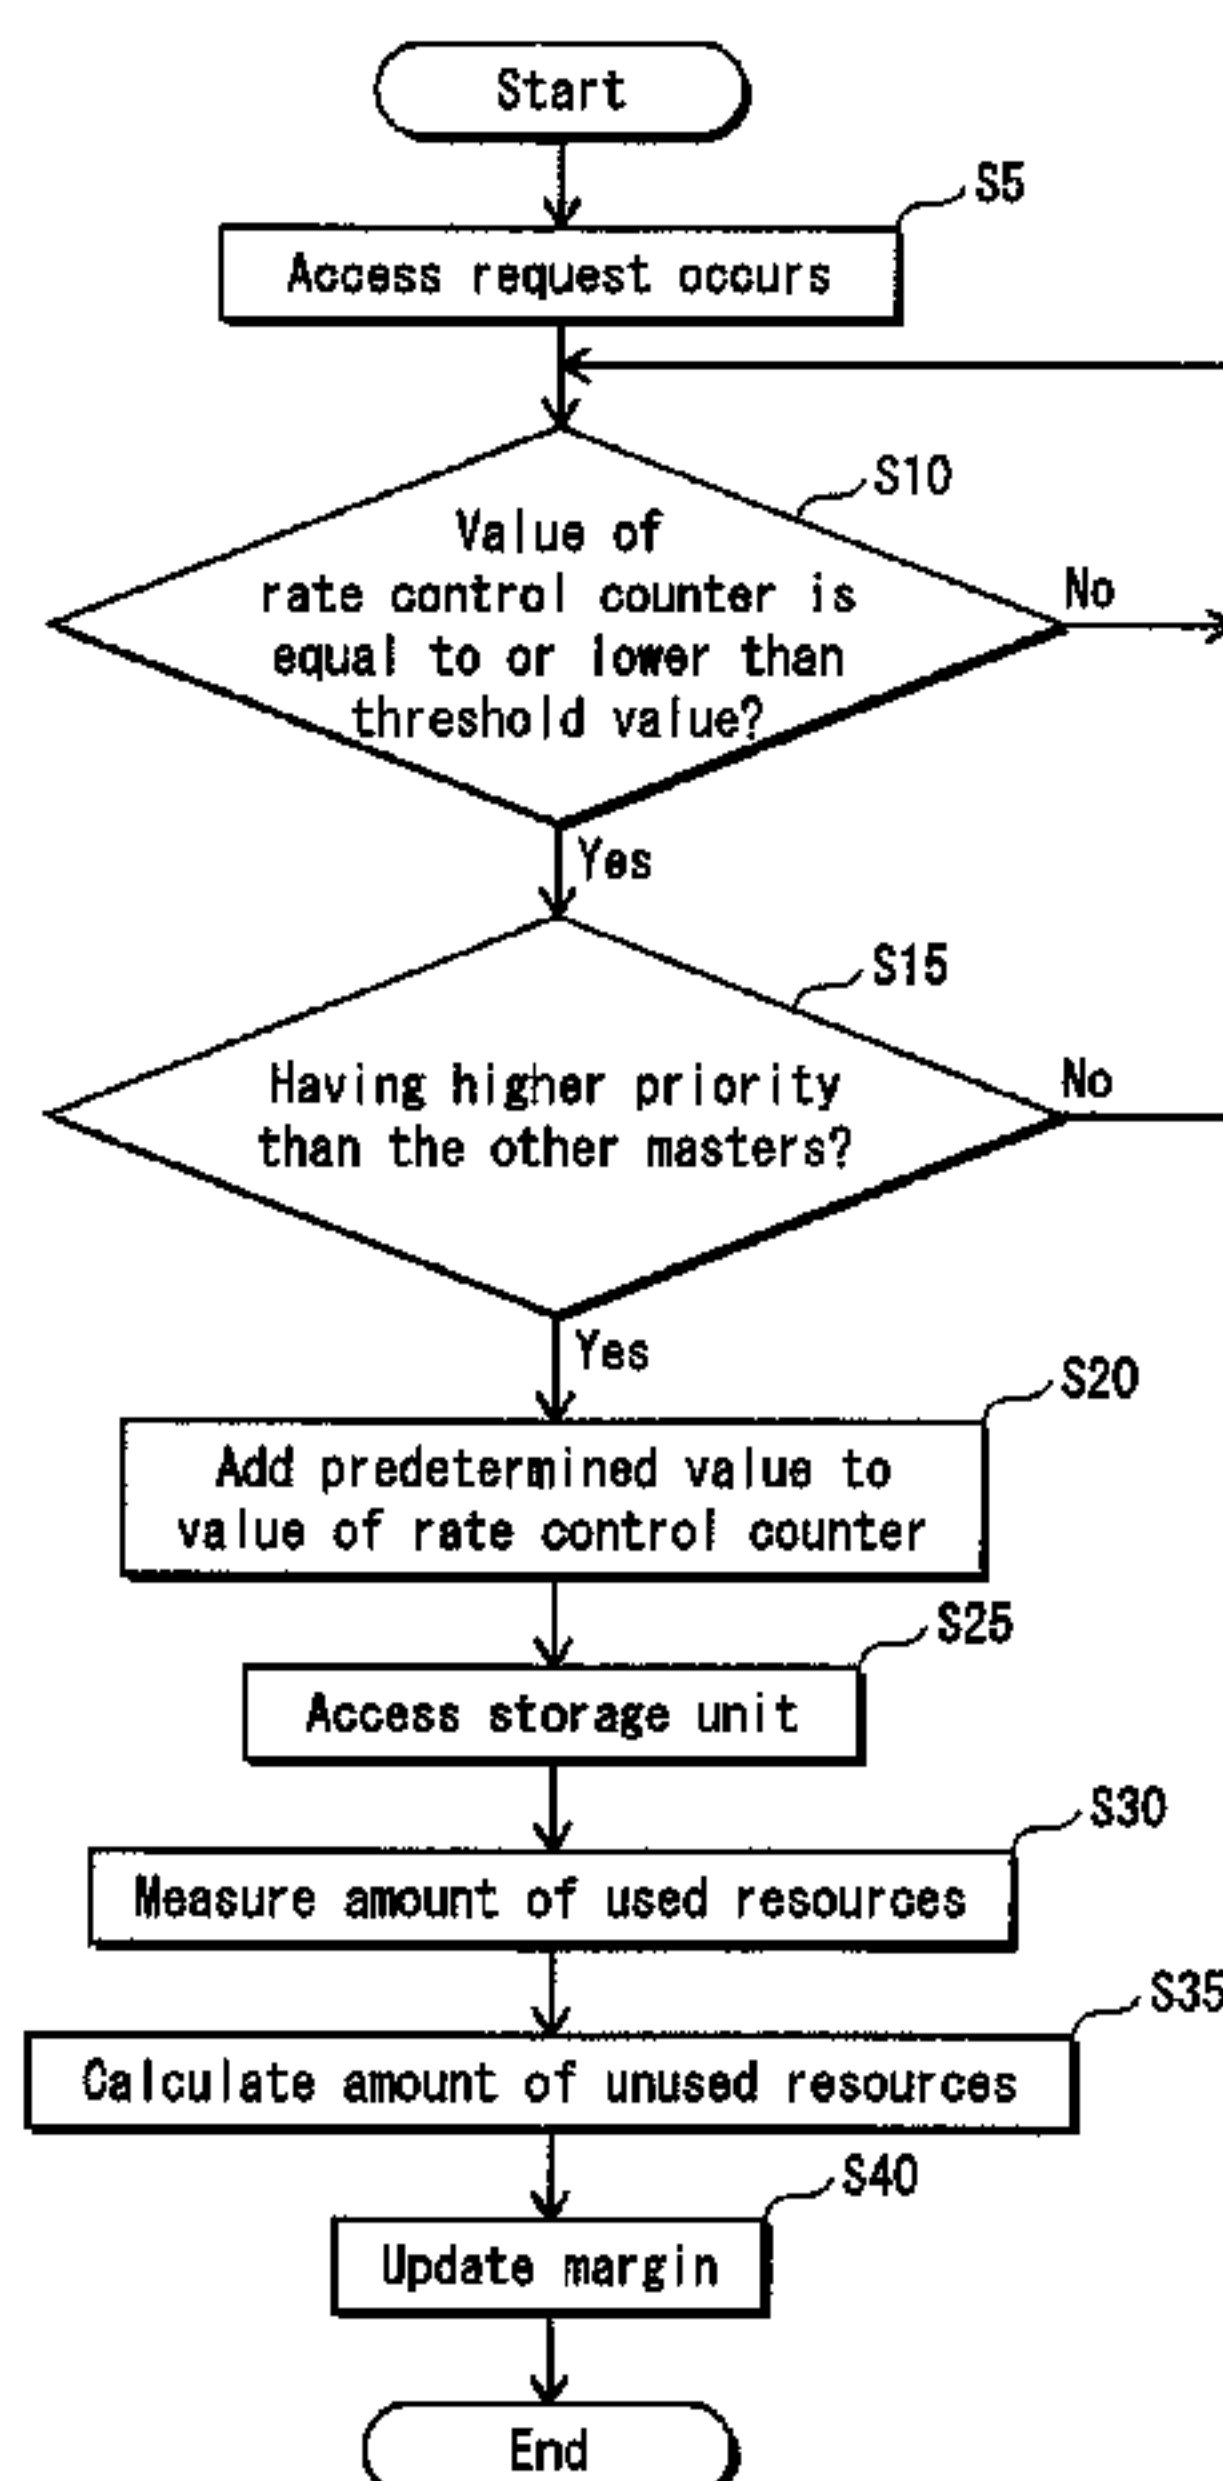 Start
S5
Access request occurs
S10
Value of
rate control counter is
equal to or lower than
threshold value?
No
Yes
S15
Having higher priority
than the other masters?
No
Yes
S20
Add predetermined value to
value of rate control counter
S25
Access storage unit
S30
Measure amount of used resources
S35
Calculate amount of unused resources
S40
Update margin
End